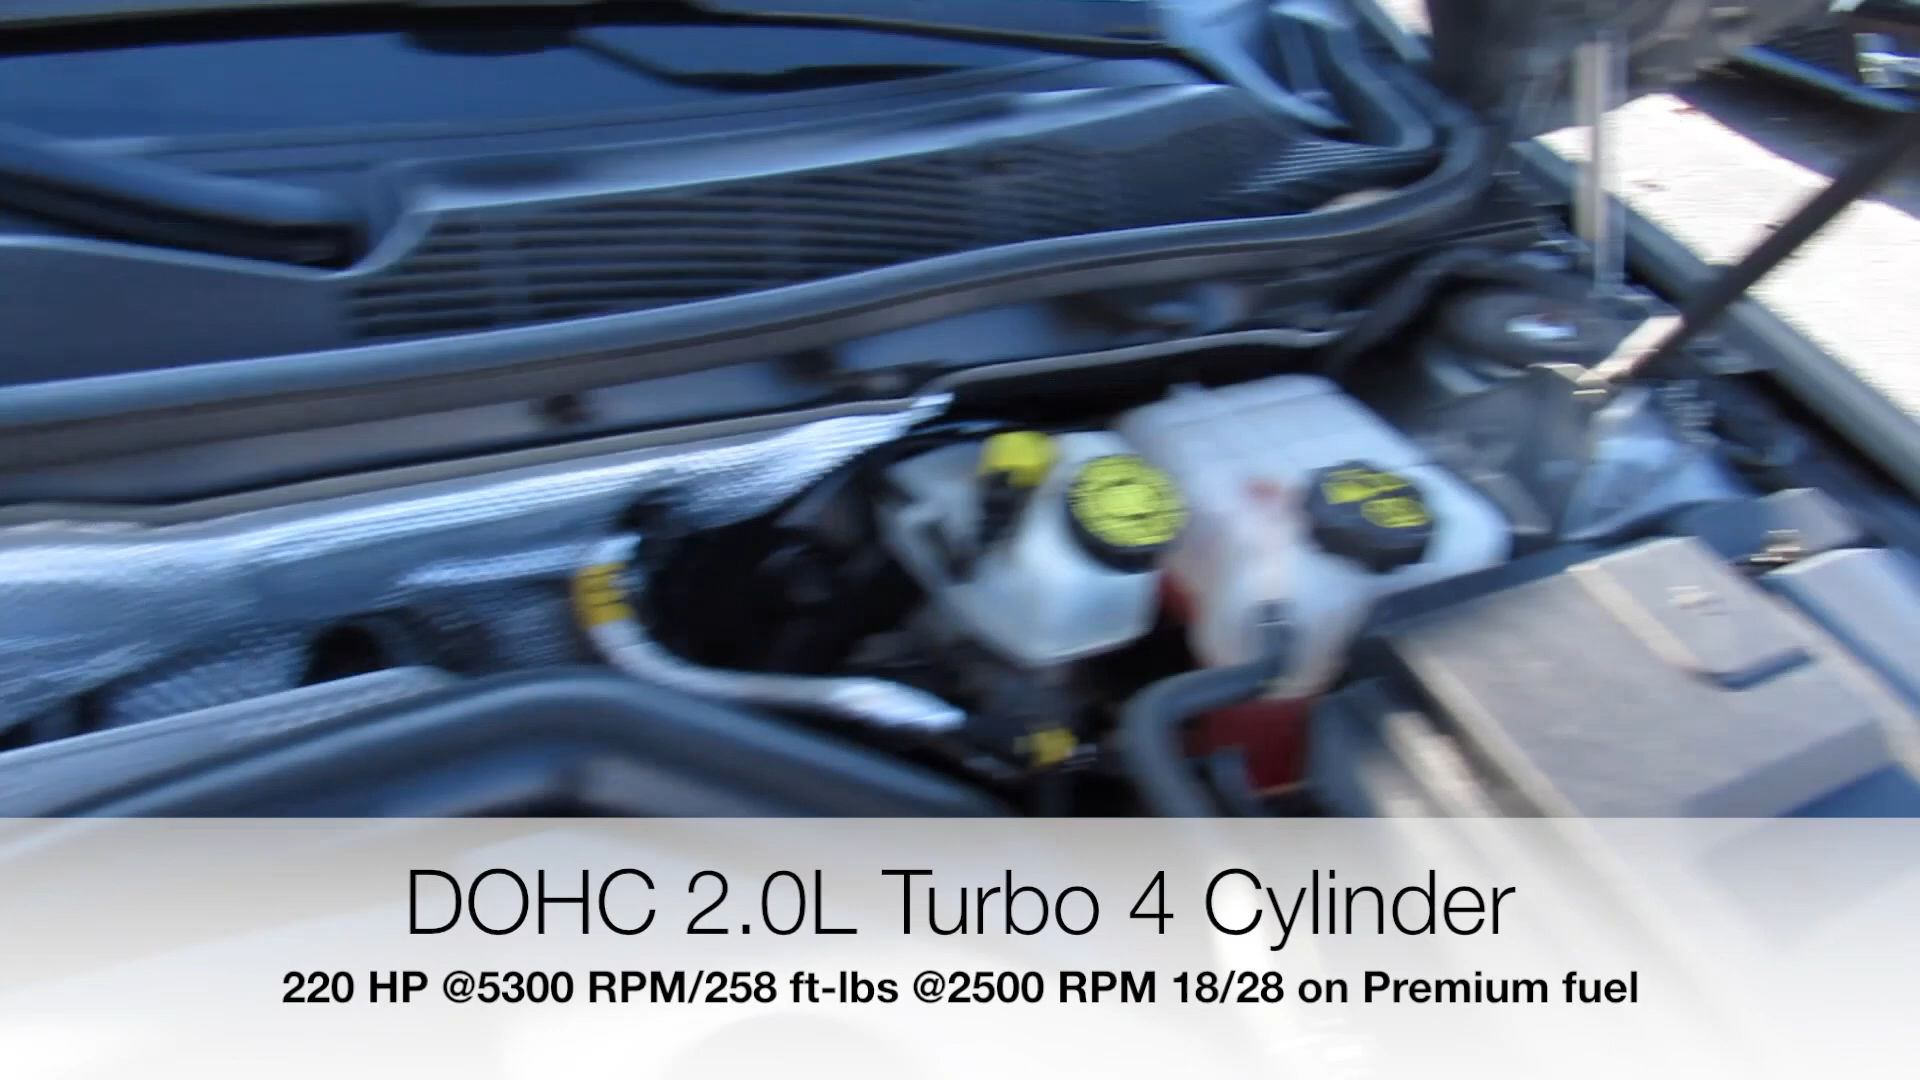 DOHC 2.0L Turbo 4 Cylinder
220 HP @5300 RPM/258 ft-lbs @2500 RPM 18/28 on Premium fuel